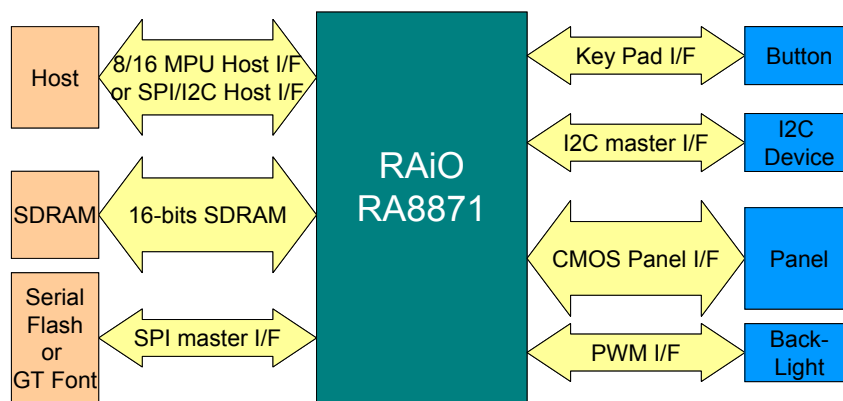 Host
8/16 MPU Host I/F
or SPI/I2C Host I/F
SDRAM
16-bits SDRAM
Serial
Flash
or
GT Font
SPI master I/F
RAiO
RA8871
Key Pad I/F
Button
I2C master I/F
I2C
Device
CMOS Panel I/F
Panel
PWM I/F
Back-
Light